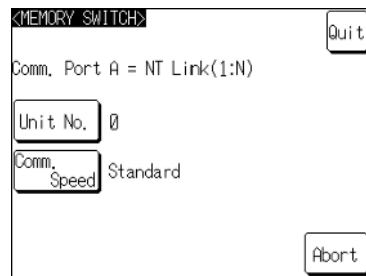 <MEMORY SWITCH>
Quit
Comm. Port A = NT Link(1:N)
Unit No. 0
Comm.
Speed Standard
Abort